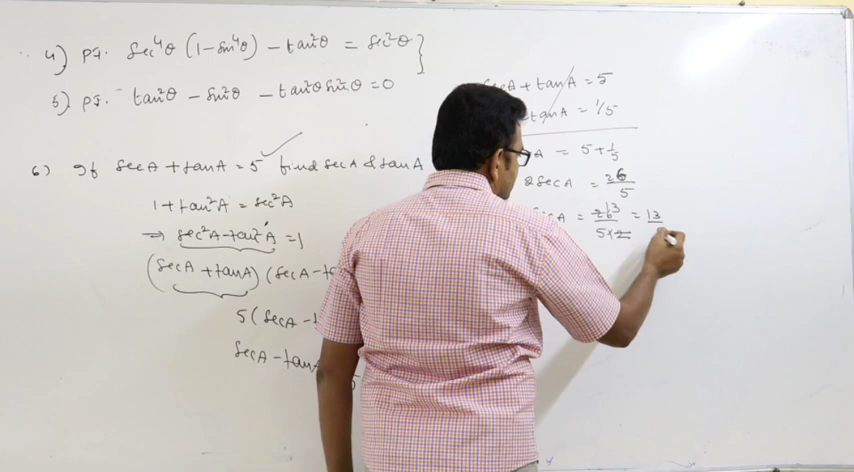 4) PT. Sec⁴θ (1-Sin⁴θ) - tan²θ = Sec²θ }
5) PT. tan²θ - Sin²θ - tan²θ Sin²θ = 0
6) If SecA + tanA = 5 find SecA & tanA
1 + tan²A = Sec²A
⇒ Sec²A - tan²A = 1
(SecA + tanA) (SecA -
5 (SecA -
SecA - tan
5
A + tanA = 5
tanA = 1/5
A = 5 + 1/5
2SecA = 26/5
A = 26 13 / 5×2 = 13